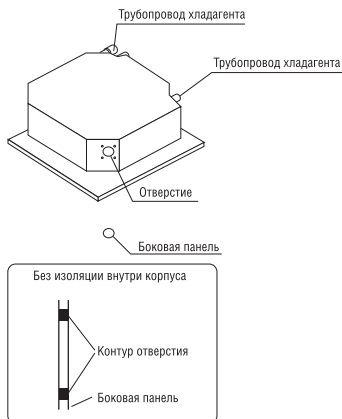 Трубопровод хладагента
Трубопровод хладагента
Отверстие
Боковая панель
Без изоляции внутри корпуса
Контур отверстия
Боковая панель